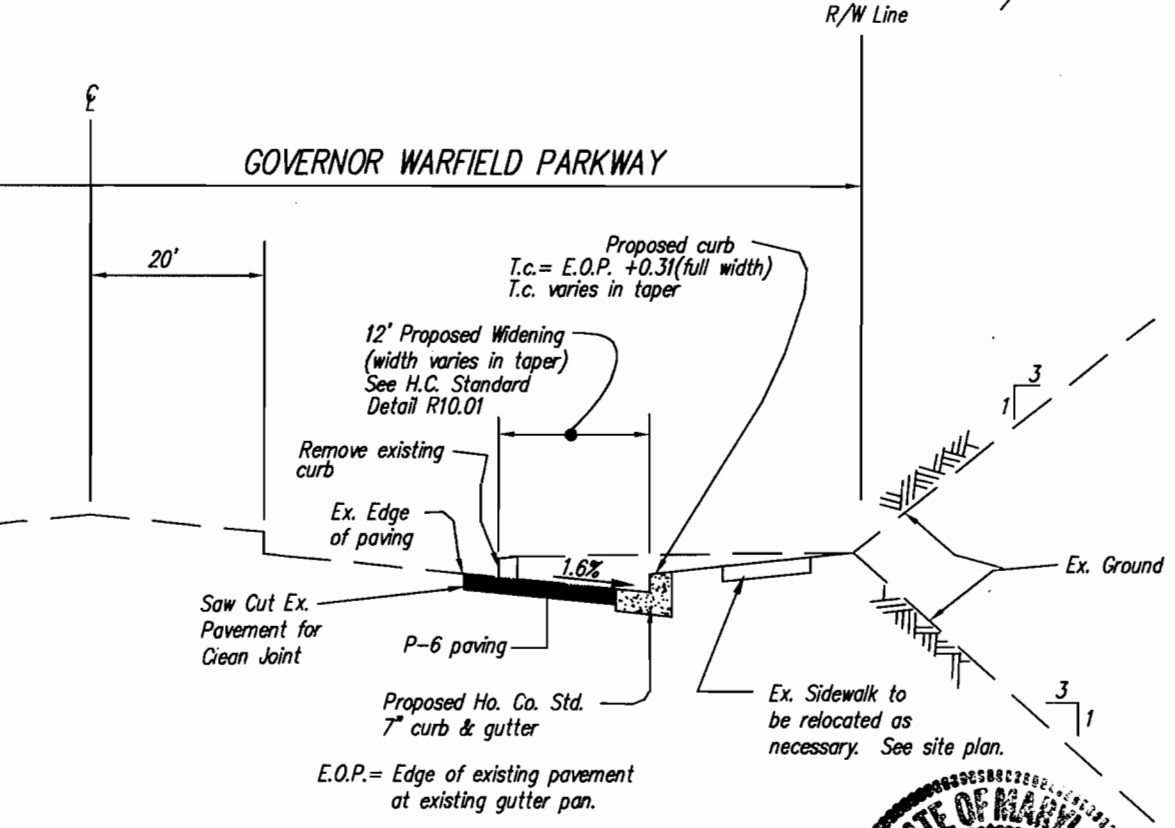 R/W Line
℄
GOVERNOR WARFIELD PARKWAY
20'
Proposed curb
T.c.= E.O.P. +0.31(full width)
T.c. varies in taper
12' Proposed Widening
(width varies in taper)
See H.C. Standard
Detail R10.01
Remove existing
curb
Ex. Edge
of paving
1.6%
3
1
Ex. Ground
Saw Cut Ex.
Pavement for
Clean Joint
P-6 paving
Proposed Ho. Co. Std.
7" curb & gutter
Ex. Sidewalk to
be relocated as
necessary. See site plan.
3
1
E.O.P.= Edge of existing pavement
at existing gutter pan.